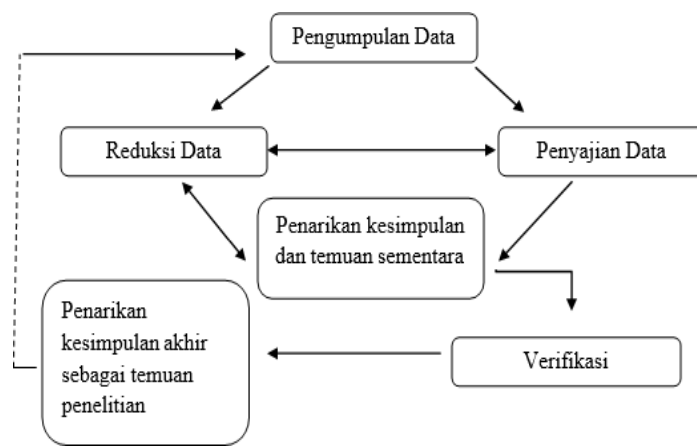 Pengumpulan Data
Reduksi Data
Penyajian Data
Penarikan kesimpulan
dan temuan sementara
Penarikan
kesimpulan akhir
sebagai temuan
penelitian
Verifikasi